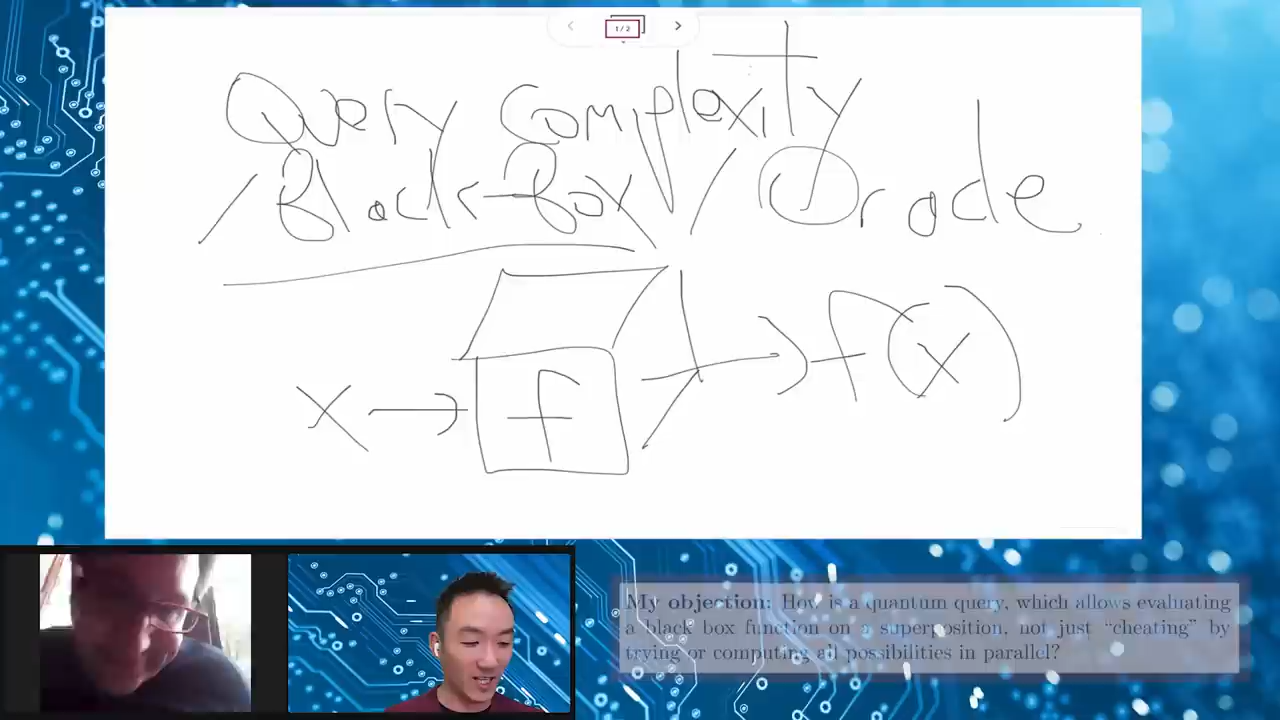 1 / 2
Query Complexity
/ Black-Box / Oracle
x → f → f(x)
My objection: How is a quantum query, which allows evaluating
a black box function on a superposition, not just “cheating” by
trying or computing all possibilities in parallel?